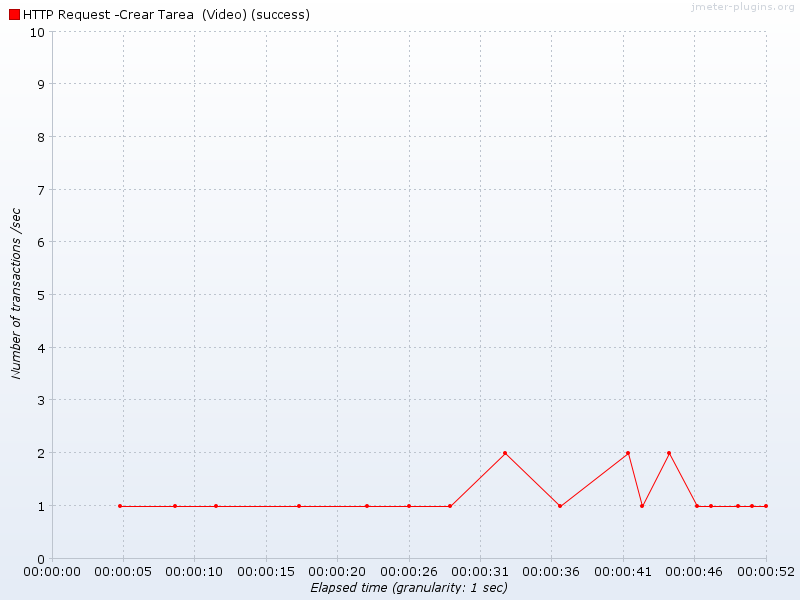 jmeter-plugins.org
HTTP Request -Crear Tarea  (Video) (success)
10
9
8
7
6
5
4
3
2
1
0
Number of transactions /sec
00:00:00 00:00:05 00:00:10 00:00:15 00:00:20 00:00:26 00:00:31 00:00:36 00:00:41 00:00:46 00:00:52
Elapsed time (granularity: 1 sec)